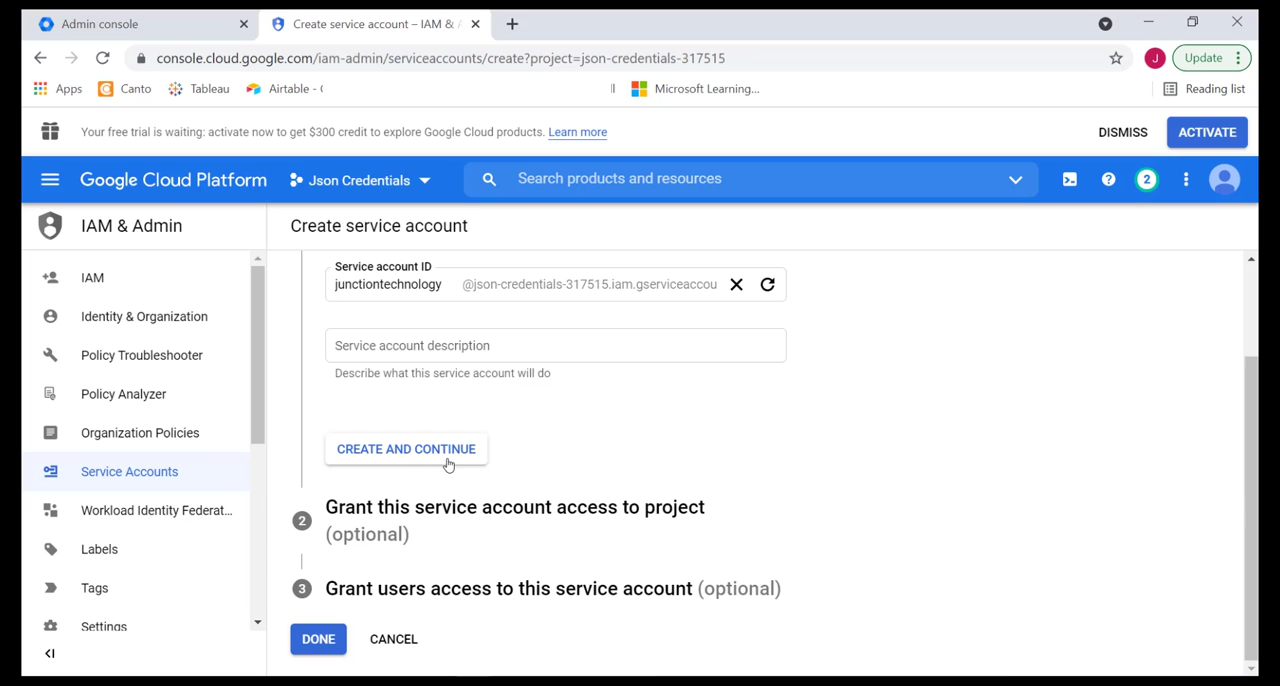 Admin console
Create service account – IAM & A
console.cloud.google.com/iam-admin/serviceaccounts/create?project=json-credentials-317515
J
Update
Apps
Canto
Tableau
Airtable - (
Microsoft Learning...
Reading list
Your free trial is waiting: activate now to get $300 credit to explore Google Cloud products. Learn more
DISMISS
ACTIVATE
Google Cloud Platform
Json Credentials
Search products and resources
2
IAM & Admin
Create service account
IAM
Identity & Organization
Policy Troubleshooter
Policy Analyzer
Organization Policies
Service Accounts
Workload Identity Federat...
Labels
Tags
Settings
Service account ID
junctiontechnology @json-credentials-317515.iam.gserviceaccou
Service account description
Describe what this service account will do
CREATE AND CONTINUE
2 Grant this service account access to project
(optional)
3 Grant users access to this service account (optional)
DONE
CANCEL